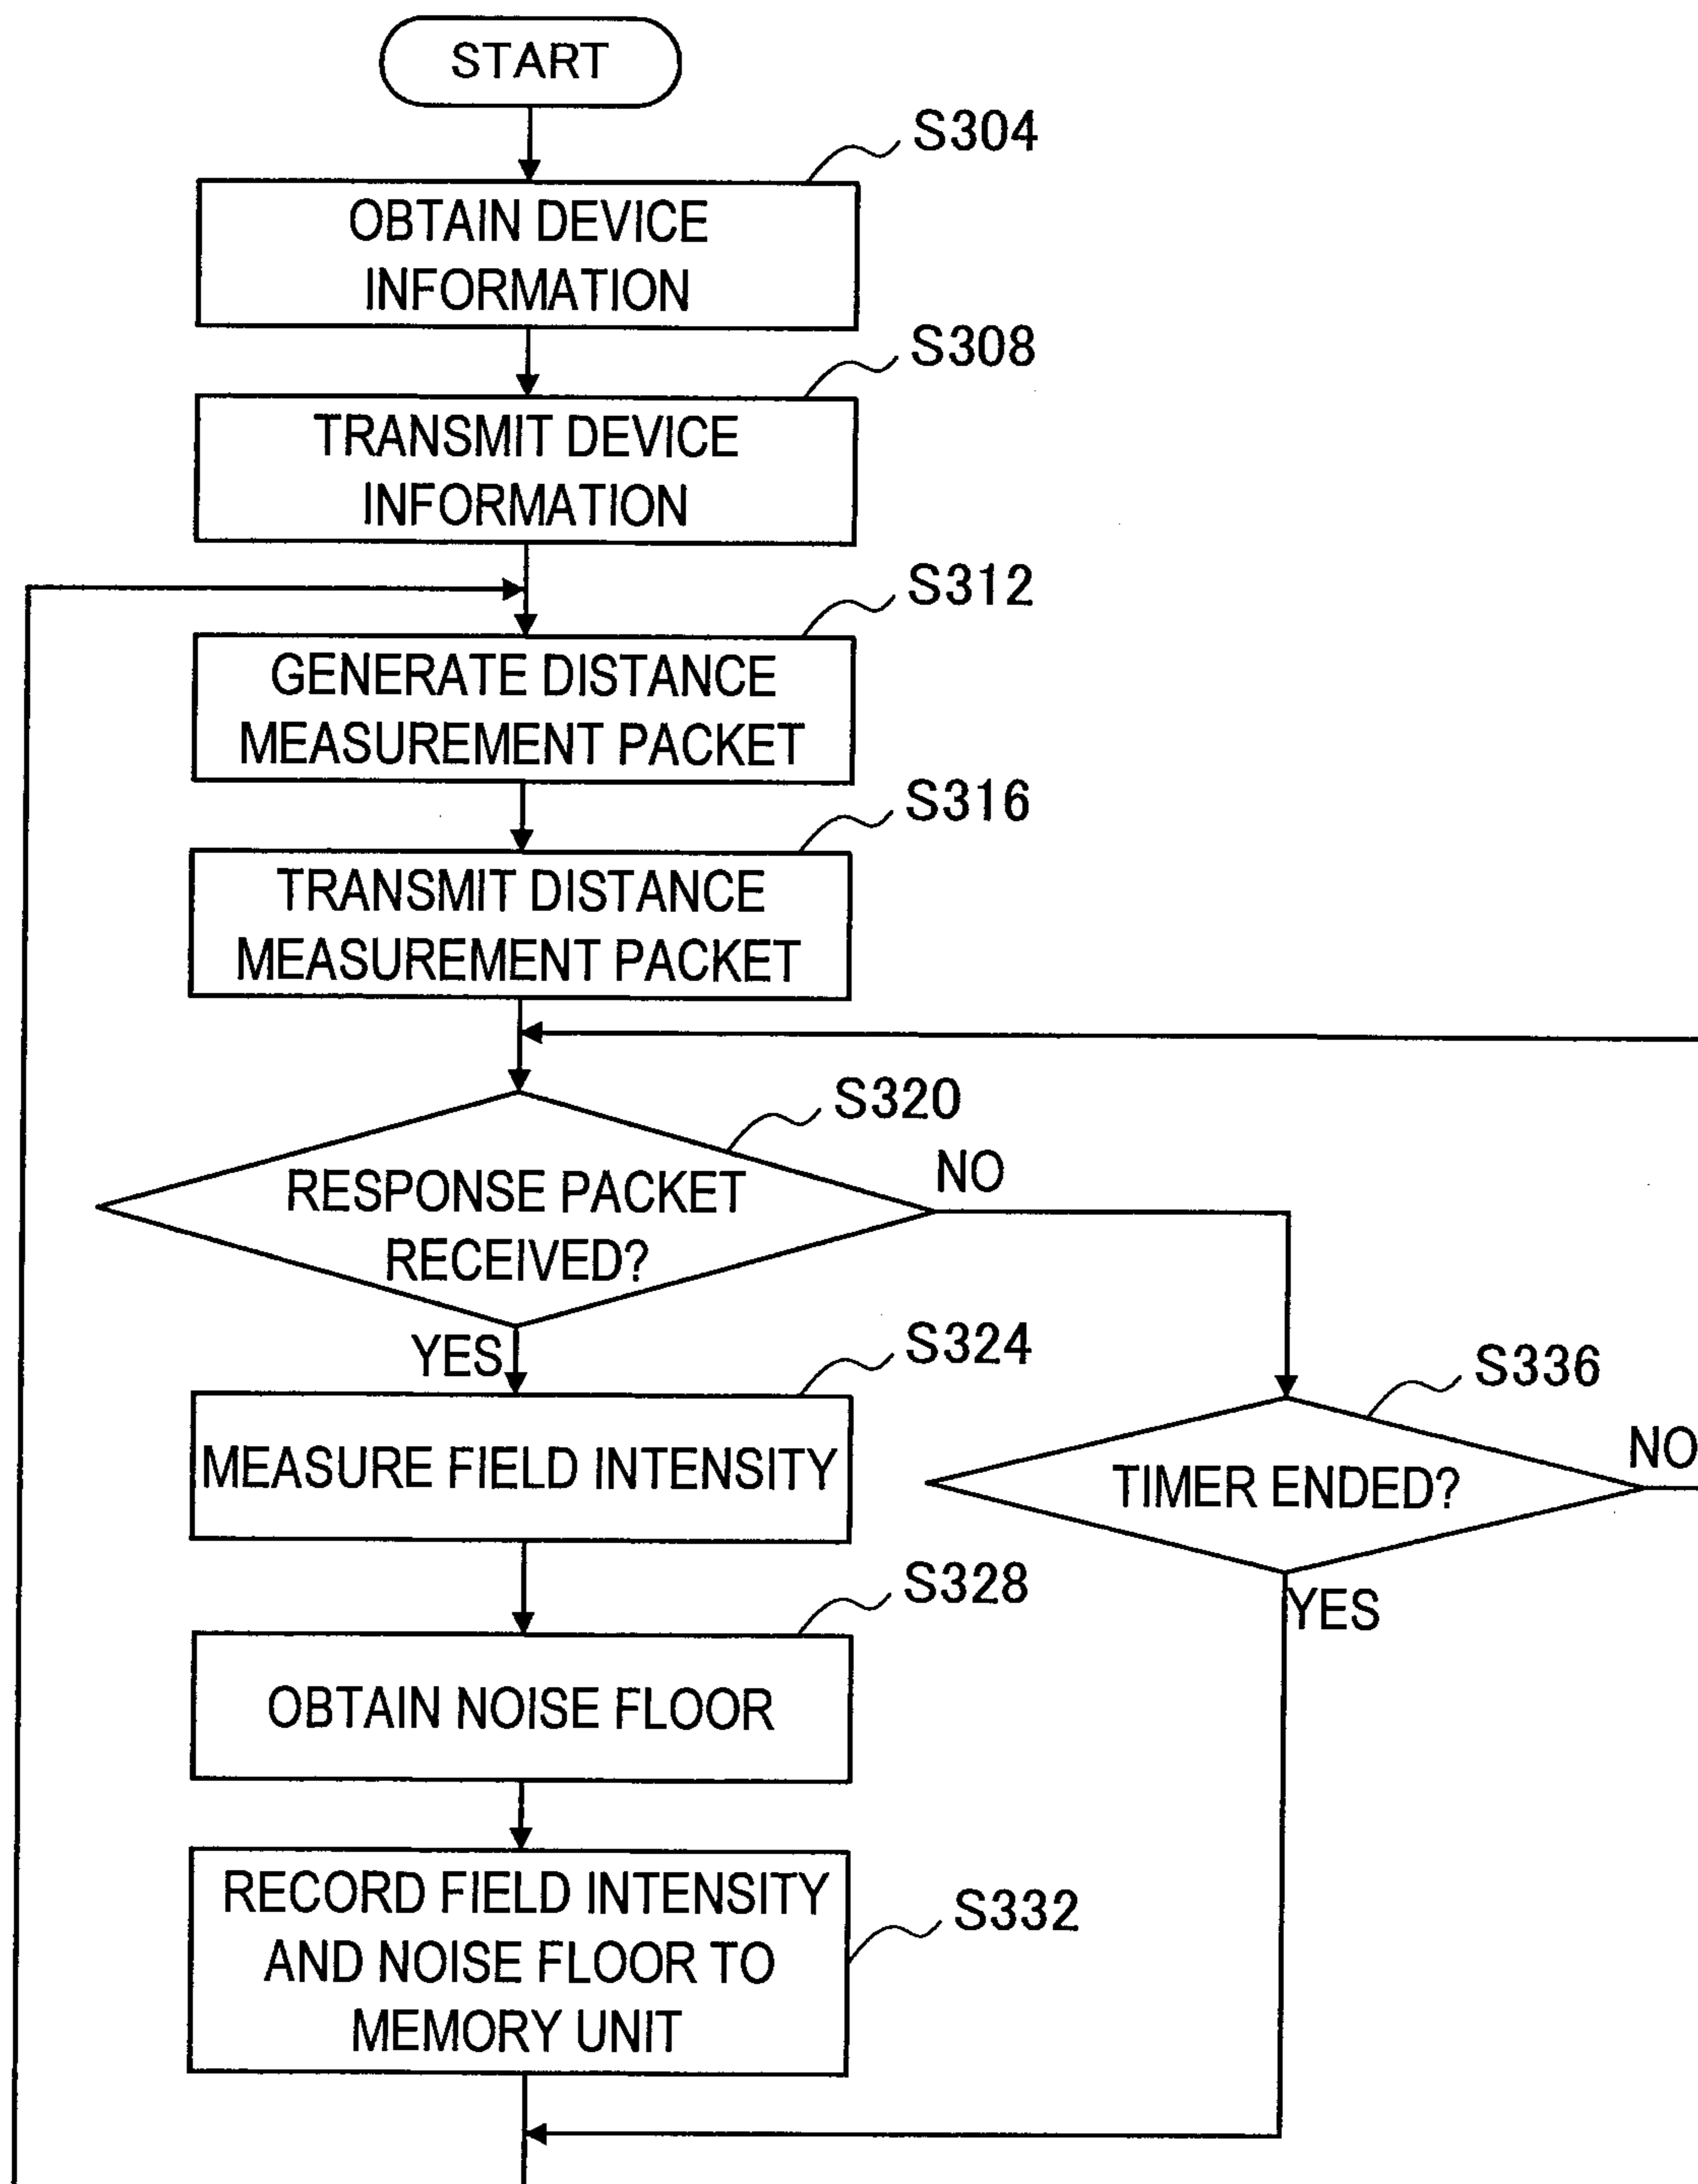 START
S304
OBTAIN DEVICE
INFORMATION
S308
TRANSMIT DEVICE
INFORMATION
S312
GENERATE DISTANCE
MEASUREMENT PACKET
S316
TRANSMIT DISTANCE
MEASUREMENT PACKET
S320
RESPONSE PACKET
RECEIVED?
NO
YES
S324
MEASURE FIELD INTENSITY
S336
TIMER ENDED?
NO
YES
S328
OBTAIN NOISE FLOOR
RECORD FIELD INTENSITY
AND NOISE FLOOR TO
MEMORY UNIT
S332